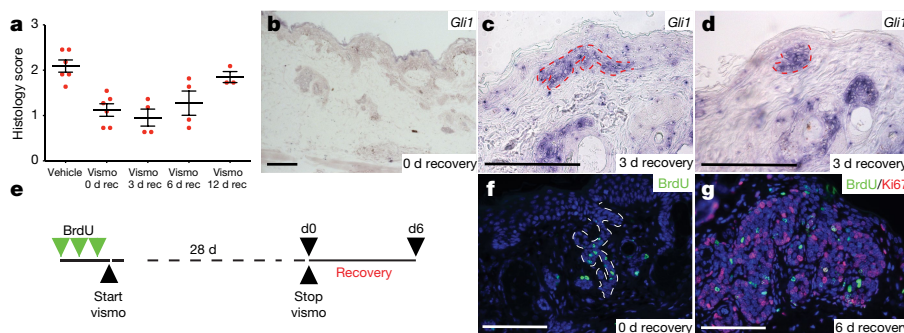 a
Histology score
3
2
1
0
Vehicle
Vismo
0 d rec
Vismo
3 d rec
Vismo
6 d rec
Vismo
12 d rec
b
Gli1
0 d recovery
c
Gli1
3 d recovery
d
Gli1
3 d recovery
e
BrdU
28 d
d0
d6
Recovery
Start
vismo
Stop
vismo
f
BrdU
0 d recovery
g
BrdU/Ki67
6 d recovery